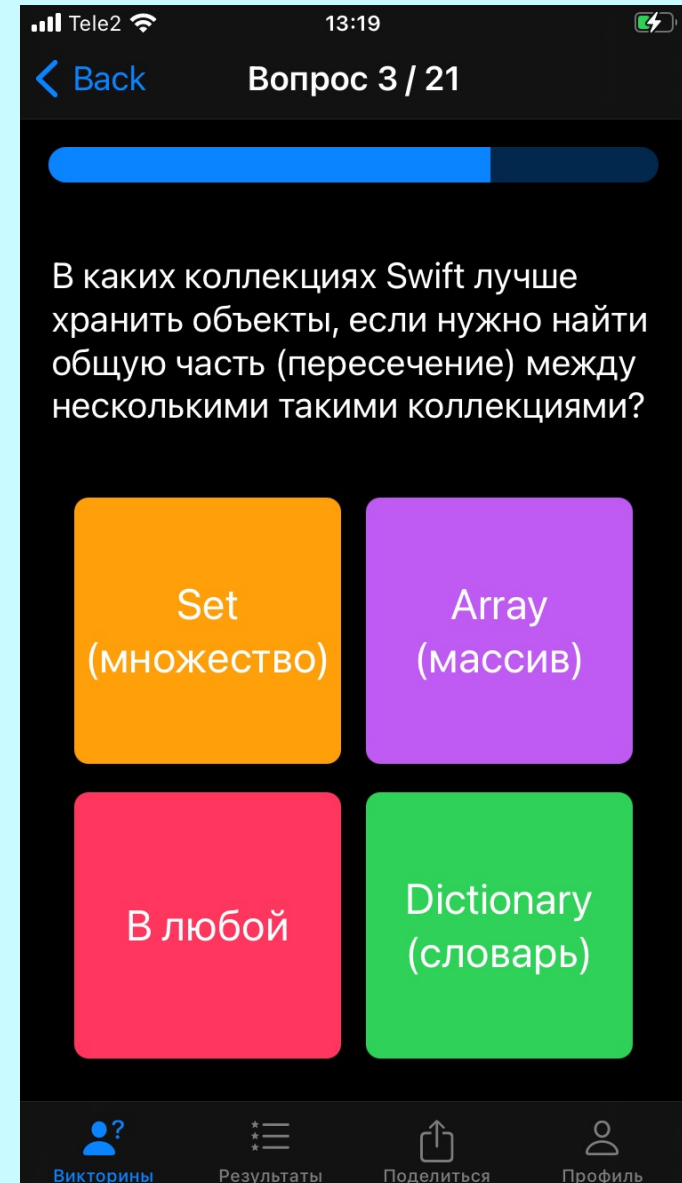 Tele2
13:19
Back
Вопрос 3 / 21
В каких коллекциях Swift лучше
хранить объекты, если нужно найти
общую часть (пересечение) между
несколькими такими коллекциями?
Set
(множество)
Array
(массив)
В любой
Dictionary
(словарь)
Викторины
Результаты
Поделиться
Профиль